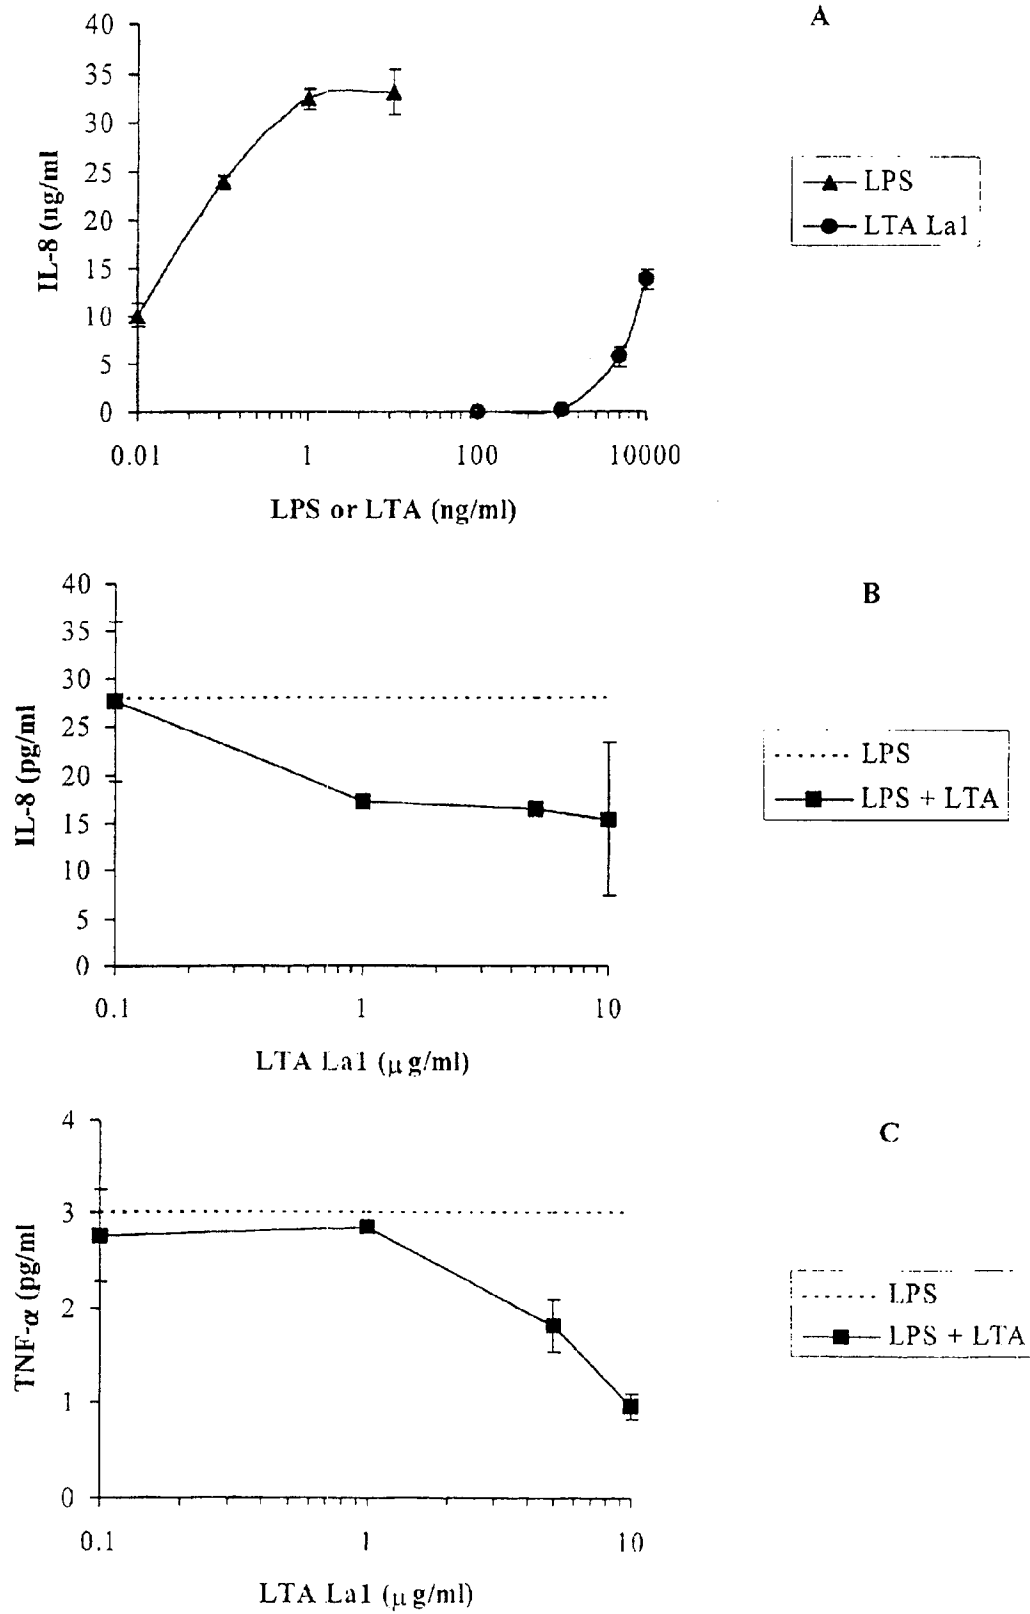 A
40
35
30
25
20
15
10
5
0
IL-8 (ng/ml)
0.01 1 100 10000
LPS or LTA (ng/ml)
LPS
LTA La1
B
40
35
30
25
20
15
10
5
0
IL-8 (pg/ml
0.1 1 10
LTA La1 (μg/ml)
LPS
LPS + LTA
C
4
3
2
1
0
TNF-α (pg/ml
0.1 1 10
LTA La1 (μg/ml)
LPS
LPS + LTA